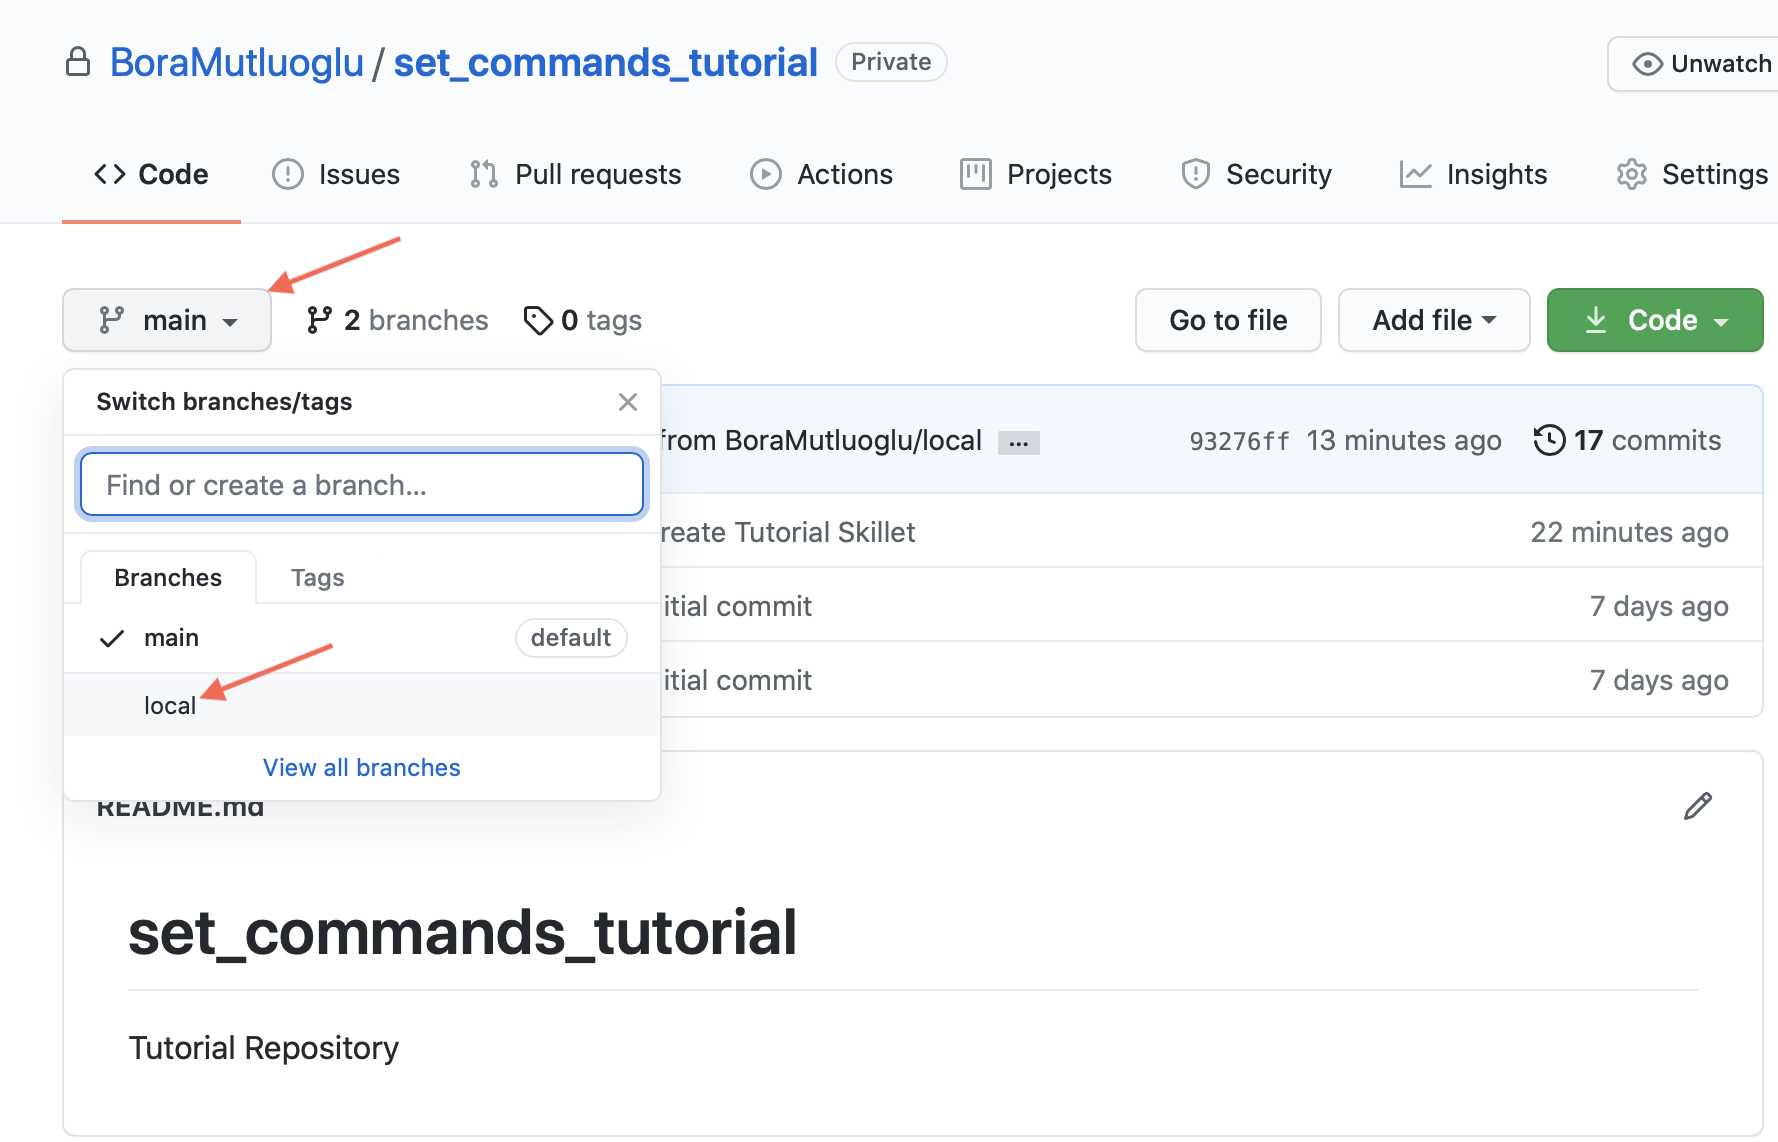 BoraMutluoglu / set_commands_tutorial Private Unwatch
Code Issues Pull requests Actions Projects Security Insights Settings
main 2 branches 0 tags Go to file Add file Code
Switch branches/tags
from BoraMutluoglu/local ... 93276ff 13 minutes ago 17 commits
Find or create a branch...
reate Tutorial Skillet 22 minutes ago
Branches Tags
itial commit 7 days ago
main default
itial commit 7 days ago
local
View all branches
README.md
set_commands_tutorial
Tutorial Repository